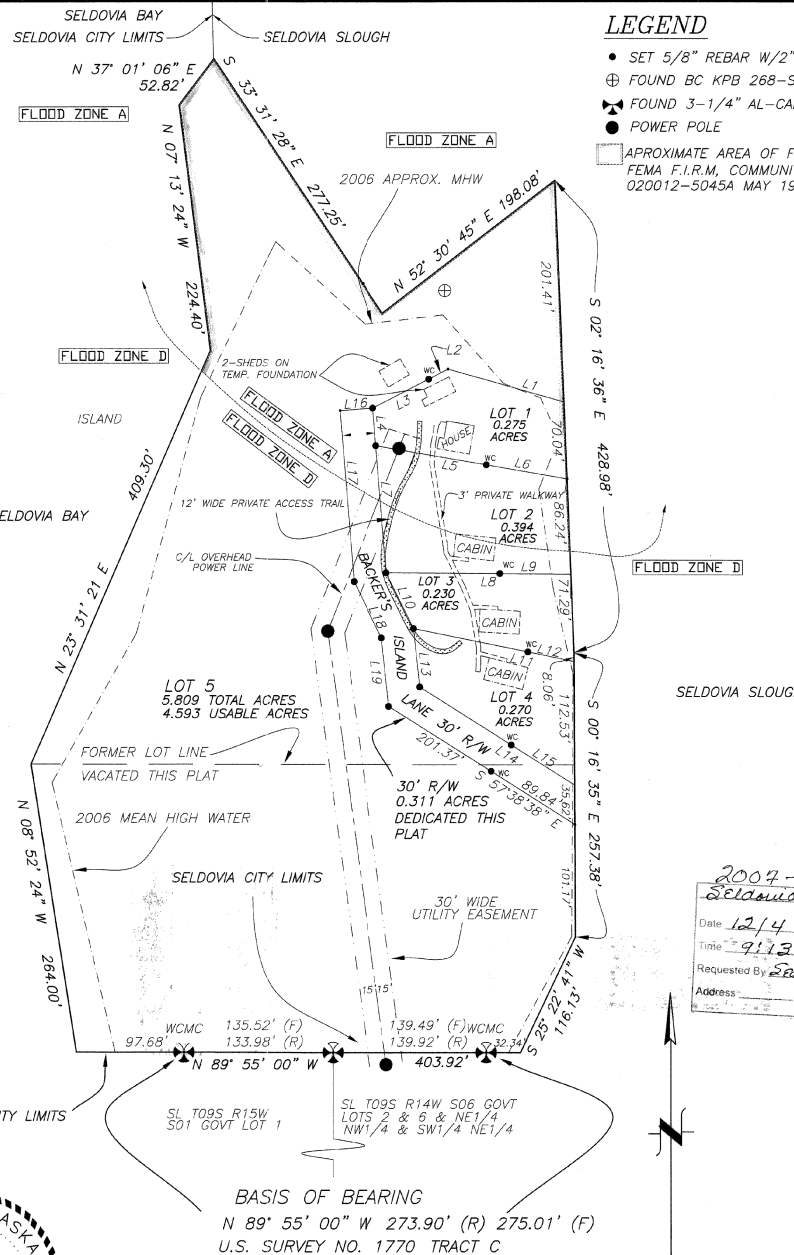 SELDOVIA BAY
SELDOVIA CITY LIMITS
SELDOVIA SLOUGH
LEGEND
SET 5/8" REBAR W/2"
FOUND BC KPB 268-S
FOUND 3-1/4" AL-CA
POWER POLE
APROXIMATE AREA OF F
FEMA F.I.R.M, COMMUNI
020012-5045A MAY 19
N 37° 01' 06" E
52.82'
FLOOD ZONE A
S 33° 31' 28" E 277.25'
FLOOD ZONE A
N 07° 13' 24" W 224.40'
2006 APPROX. MHW
N 52° 30' 45" E 198.08'
201.41'
S 02° 16' 36" E 428.98'
FLOOD ZONE D
2-SHEDS ON
TEMP. FOUNDATION
WC
L2
L1
L3
L16
ISLAND
FLOOD ZONE A
FLOOD ZONE D
LOT 1
0.275
ACRES
70.04'
L4
HOUSE
WC
L5
L6
L17
L7
409.30'
12' WIDE PRIVATE ACCESS TRAIL
3' PRIVATE WALKWAY
LOT 2
0.394
ACRES
86.24'
ELDOVIA BAY
CABIN
C/L OVERHEAD
POWER LINE
WC
L9
L8
FLOOD ZONE D
LOT 3
0.230
ACRES
71.29'
BACKER'S
ISLAND
LANE 30' R/W
L10
CABIN
N 23° 31' 21 E
L18
WC
L12
L11
L13
CABIN
8.06'
L19
LOT 4
0.270
ACRES
112.53'
LOT 5
5.809 TOTAL ACRES
4.593 USABLE ACRES
SELDOVIA SLOUG
S 00° 16' 35" E 257.38'
201.37'
S 57°38'38" E
L14
L15
WC
89.84'
35.62'
FORMER LOT LINE
VACATED THIS PLAT
30' R/W
0.311 ACRES
DEDICATED THIS
PLAT
N 08° 52' 24" W 264.00'
2006 MEAN HIGH WATER
SELDOVIA CITY LIMITS
101.71'
30' WIDE
UTILITY EASEMENT
2007-
Seldovia
Date 12/4
Time 9:13
Requested By
Address
15'15'
S 25° 22' 41" W
116.13'
WCMC
135.52' (F)
139.49' (F)
WCMC
97.68'
133.98' (R)
139.92' (R)
32.34'
N 89° 55' 00" W
403.92'
TY LIMITS
SL T09S R15W
S01 GOVT LOT 1
SL T09S R14W S06 GOVT
LOTS 2 & 6 & NE1/4
NW1/4 & SW1/4 NE1/4
BASIS OF BEARING
N 89° 55' 00" W 273.90' (R) 275.01' (F)
U.S. SURVEY NO. 1770 TRACT C
ASKA
N